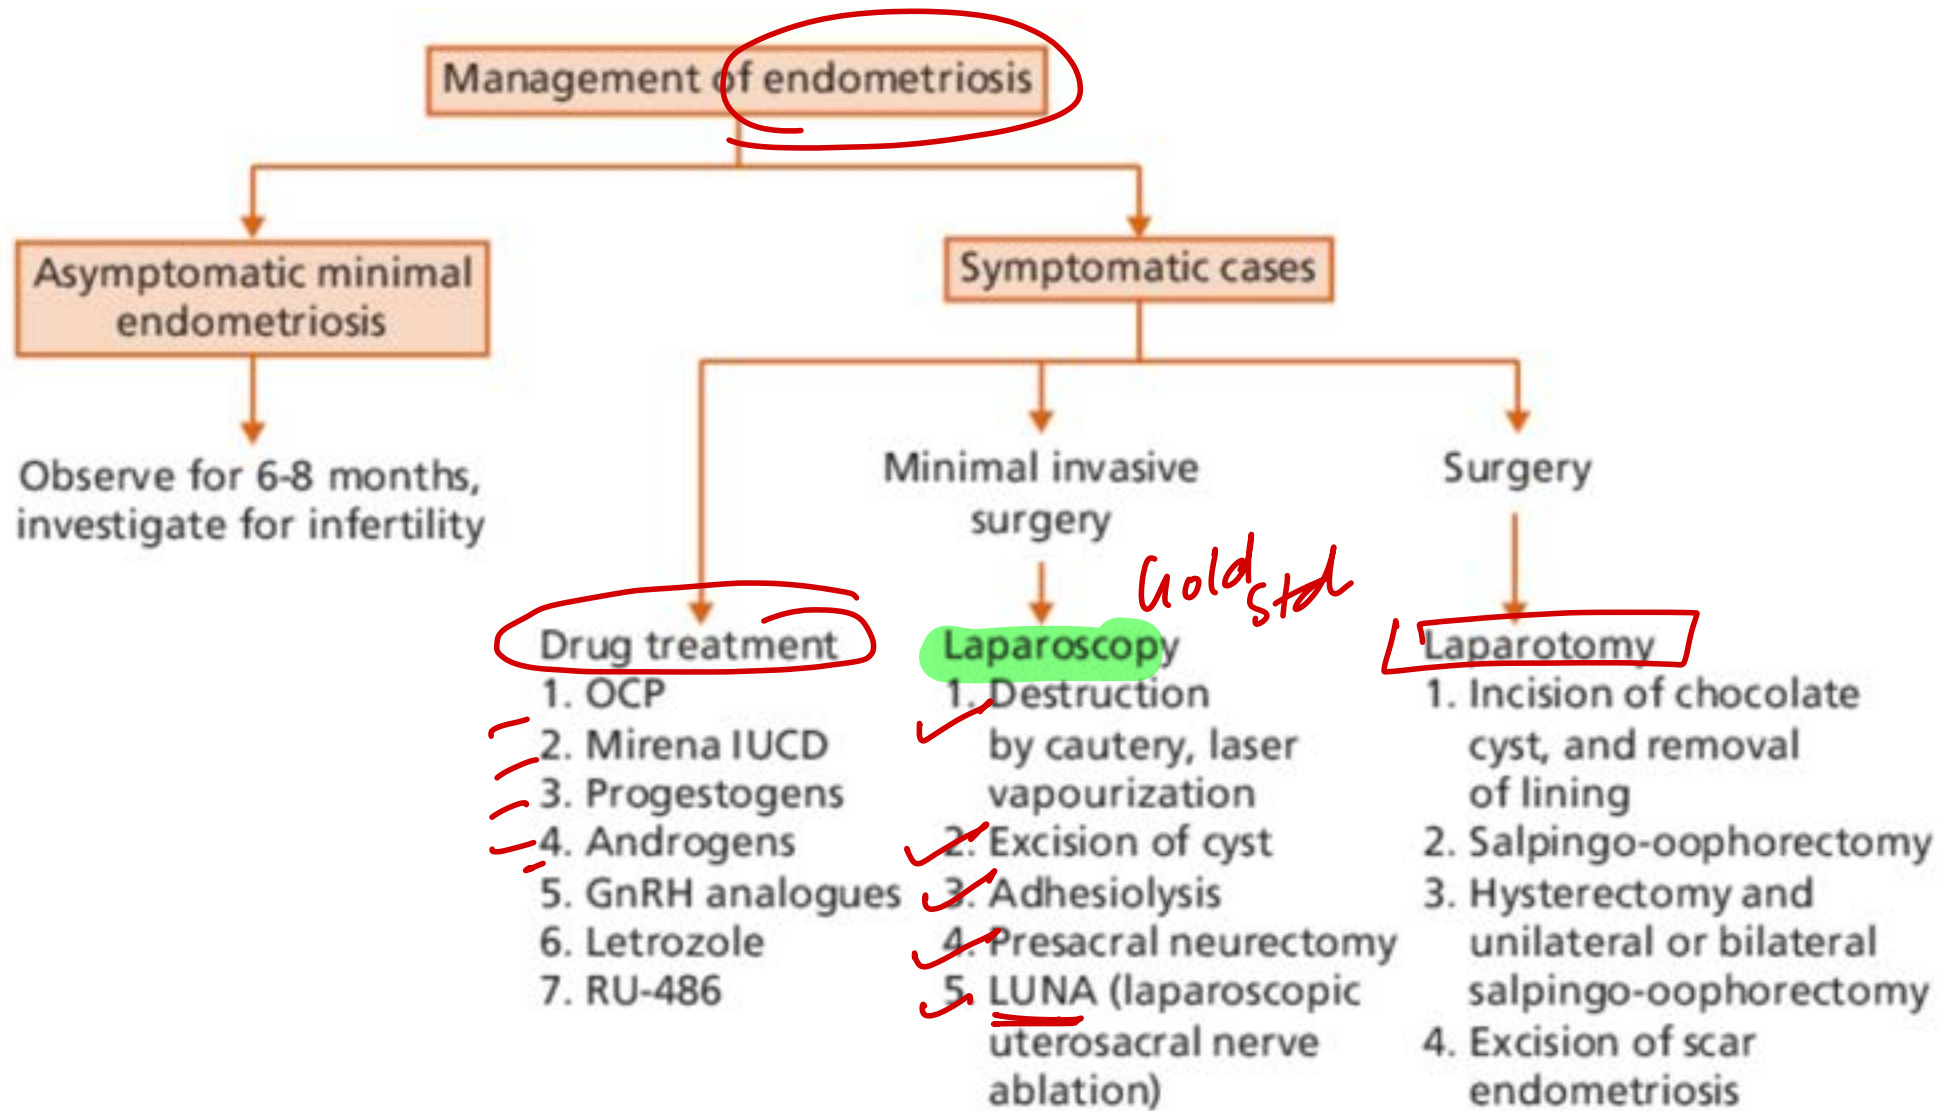 Management of endometriosis
Asymptomatic minimal
endometriosis
Symptomatic cases
Observe for 6-8 months,
investigate for infertility
Minimal invasive
surgery
Surgery
Gold
Std
Drug treatment
1. OCP
2. Mirena IUCD
3. Progestogens
4. Androgens
5. GnRH analogues
6. Letrozole
7. RU-486
Laparoscopy
1. Destruction
by cautery, laser
vapourization
2. Excision of cyst
3. Adhesiolysis
4. Presacral neurectomy
5. LUNA (laparoscopic
uterosacral nerve
ablation)
Laparotomy
1. Incision of chocolate
cyst, and removal
of lining
2. Salpingo-oophorectomy
3. Hysterectomy and
unilateral or bilateral
salpingo-oophorectomy
4. Excision of scar
endometriosis